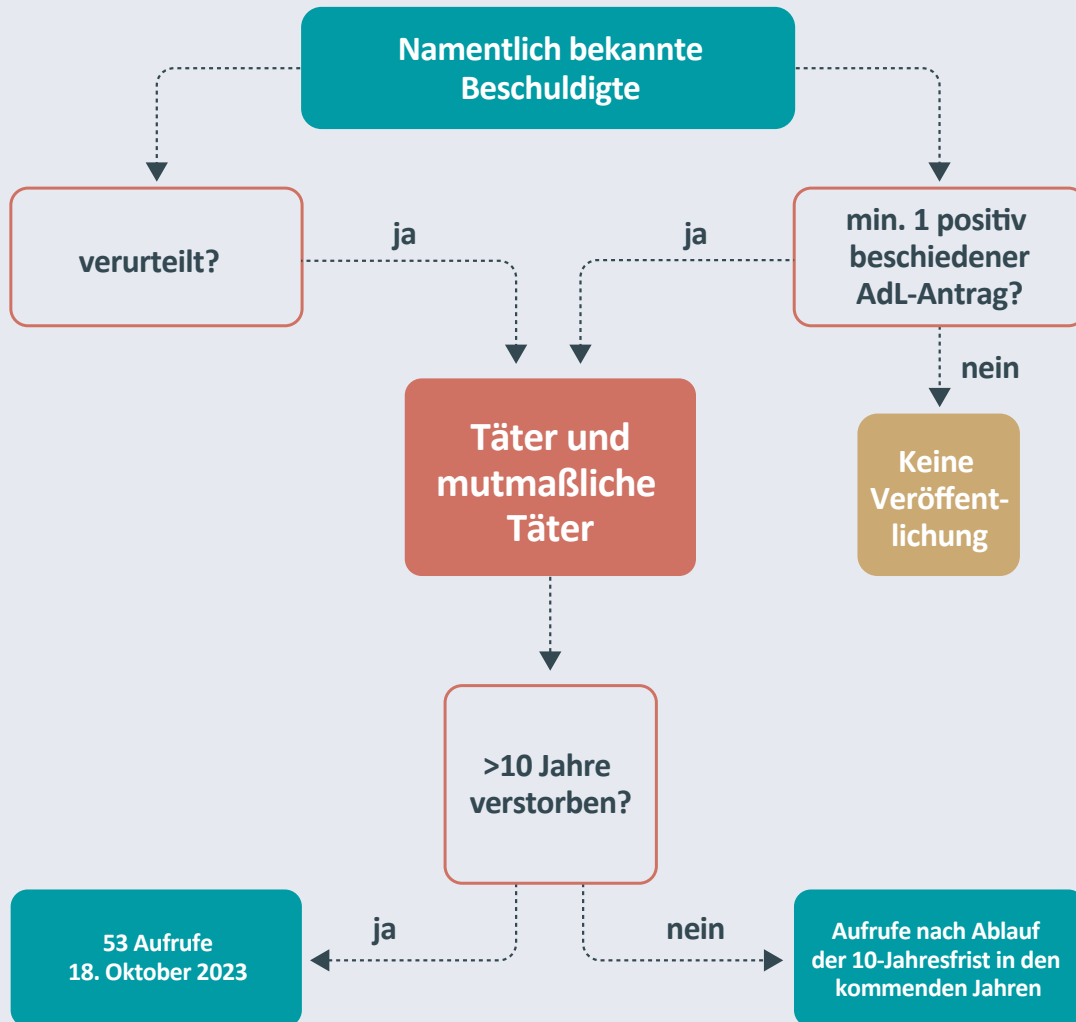 Namentlich bekannte
Beschuldigte
verurteilt?
ja
ja
min. 1 positiv
beschiedener
AdL-Antrag?
nein
Täter und
mutmaßliche
Täter
Keine
Veröffent-
lichung
>10 Jahre
verstorben?
ja
nein
53 Aufrufe
18. Oktober 2023
Aufrufe nach Ablauf
der 10-Jahresfrist in den
kommenden Jahren